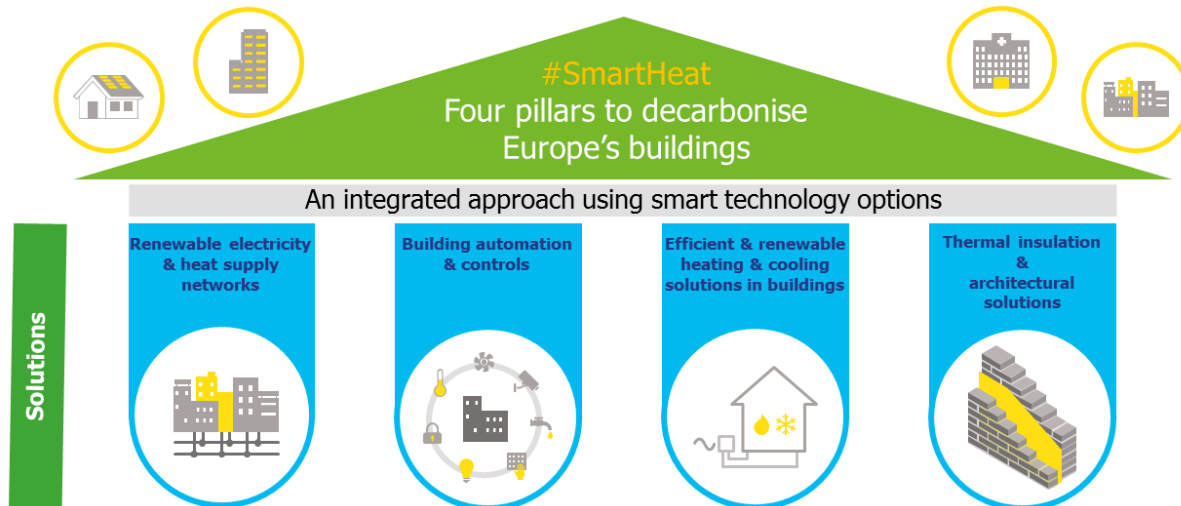 #SmartHeat
Four pillars to decarbonise
Europe’s buildings
An integrated approach using smart technology options
Solutions
Renewable electricity
& heat supply
networks
Building automation
& controls
Efficient & renewable
heating & cooling
solutions in buildings
Thermal insulation
&
architectural
solutions